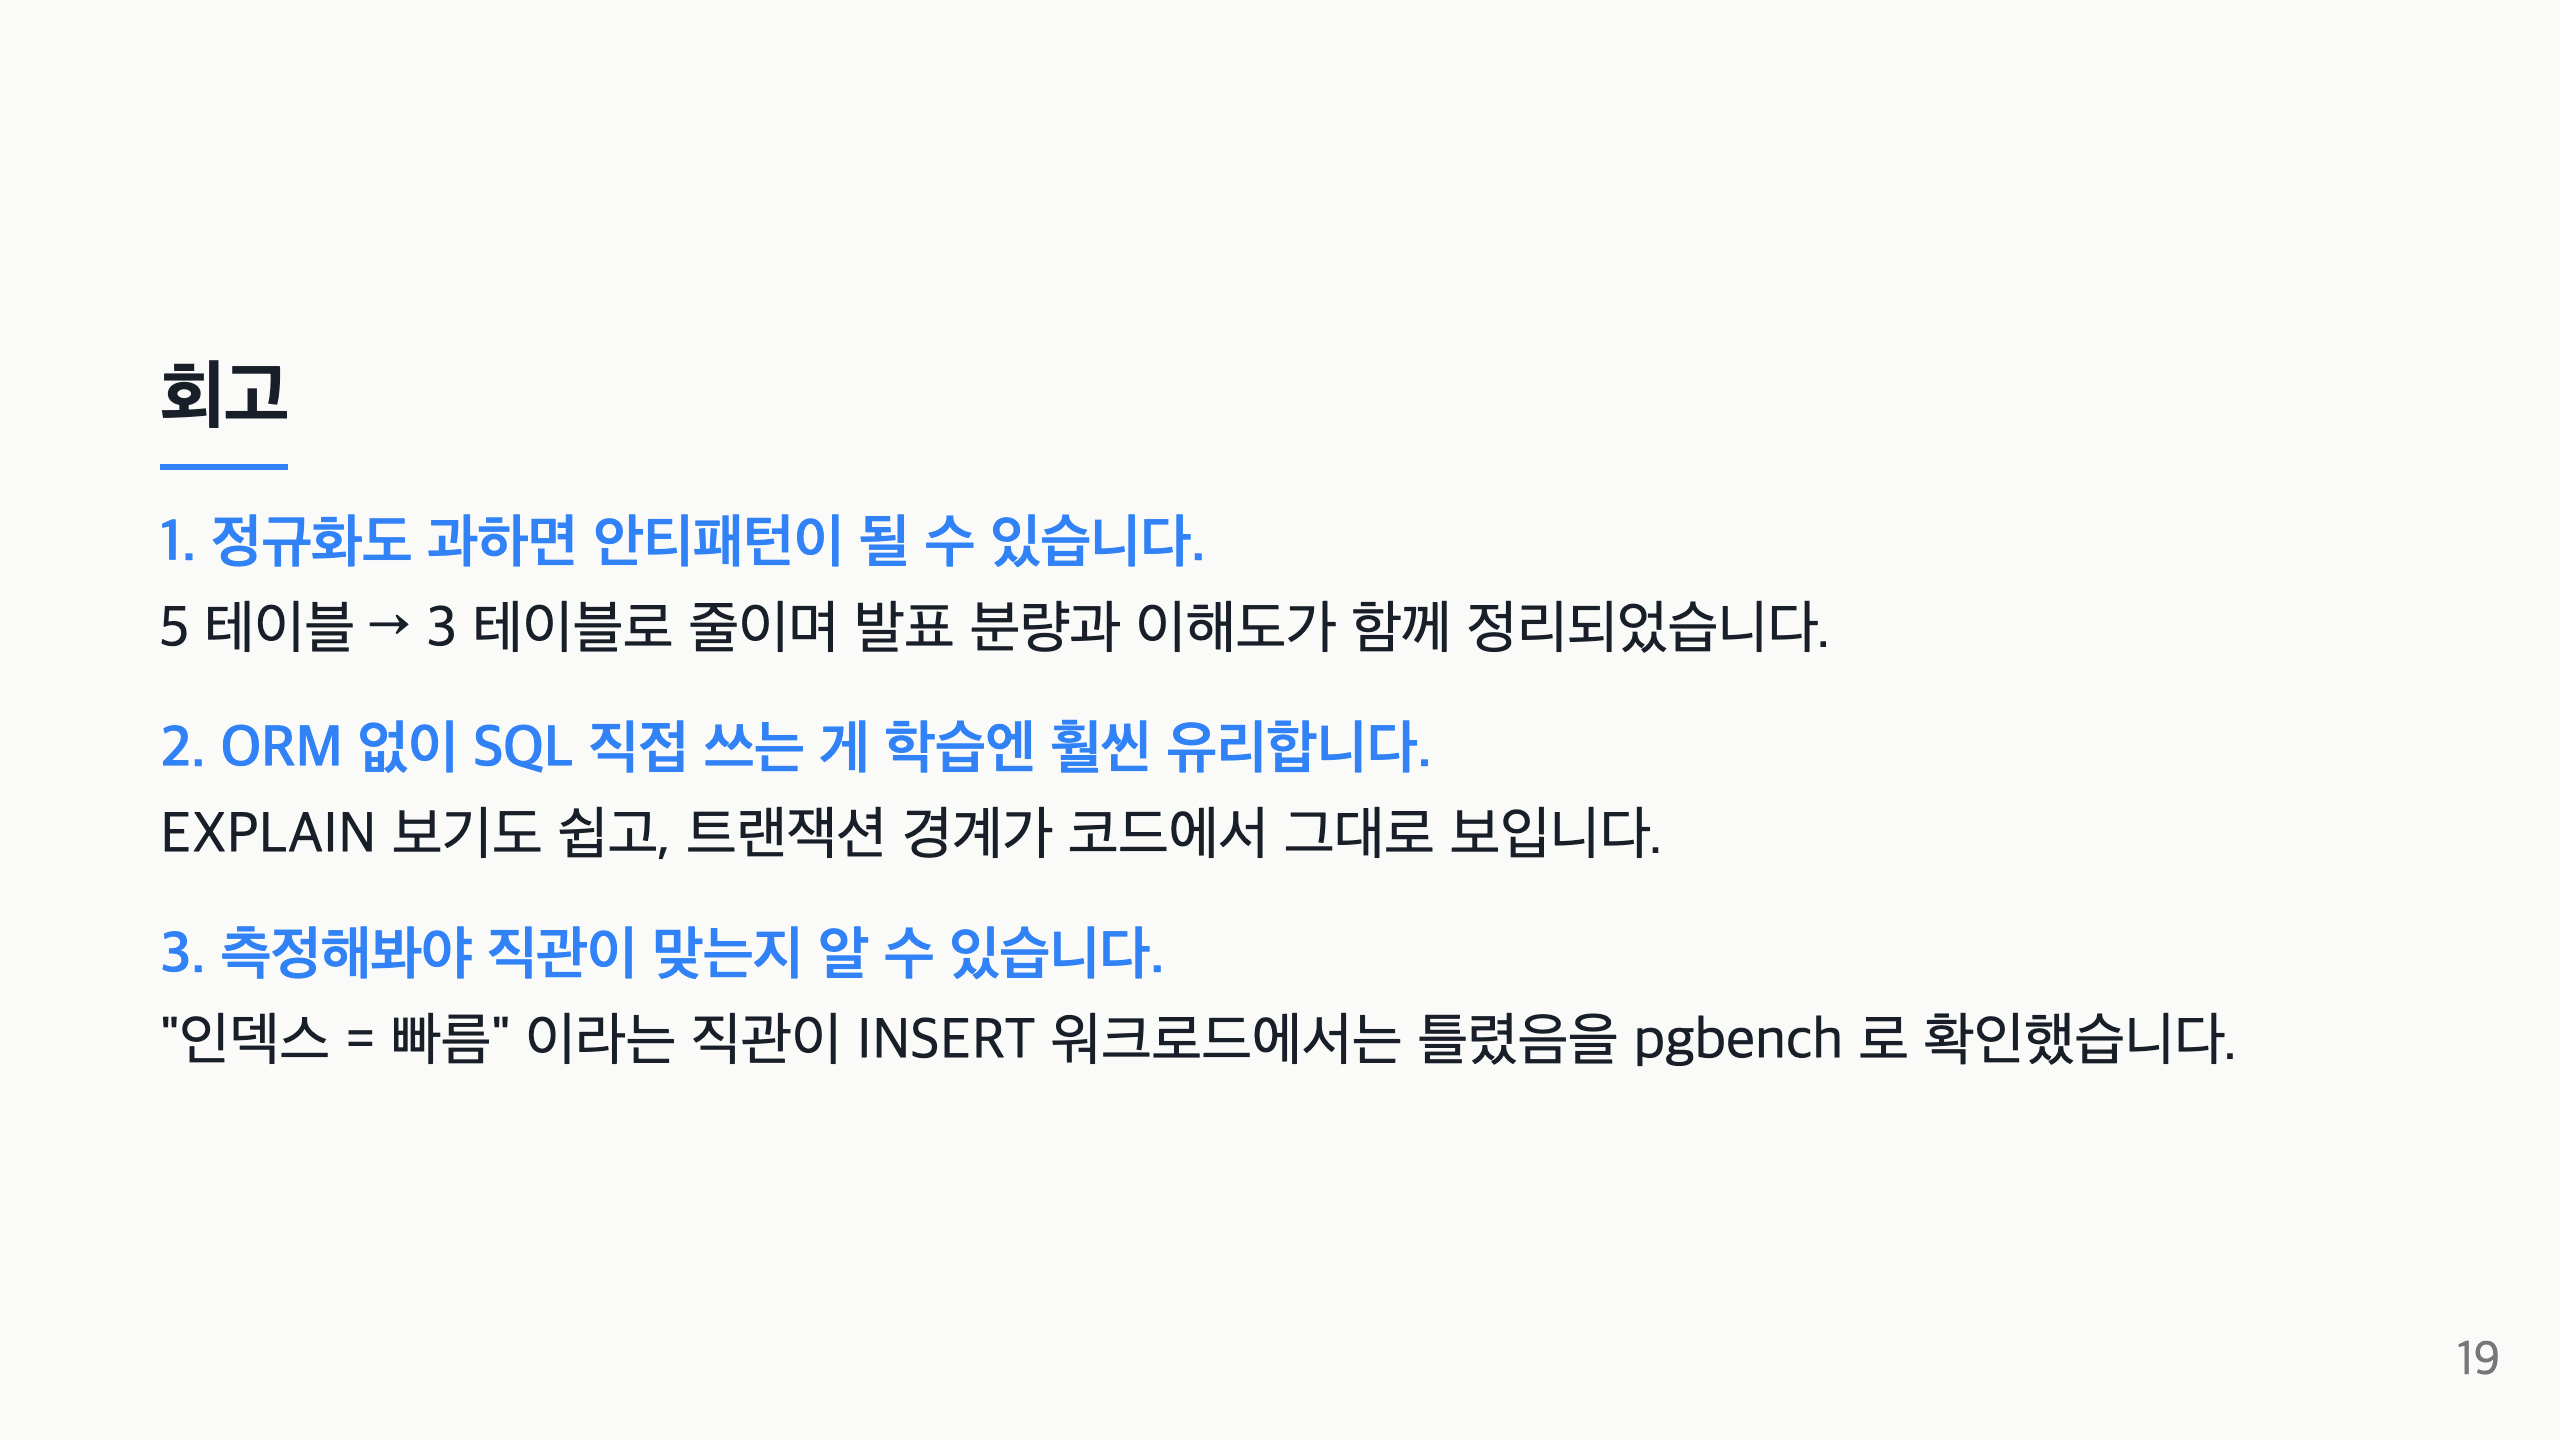 회고
1. 정규화도 과하면 안티패턴이 될 수 있습니다.
5 테이블 → 3 테이블로 줄이며 발표 분량과 이해도가 함께 정리되었습니다.
2. ORM 없이 SQL 직접 쓰는 게 학습엔 훨씬 유리합니다.
EXPLAIN 보기도 쉽고, 트랜잭션 경계가 코드에서 그대로 보입니다.
3. 측정해봐야 직관이 맞는지 알 수 있습니다.
"인덱스 = 빠름" 이라는 직관이 INSERT 워크로드에서는 틀렸음을 pgbench 로 확인했습니다.
19